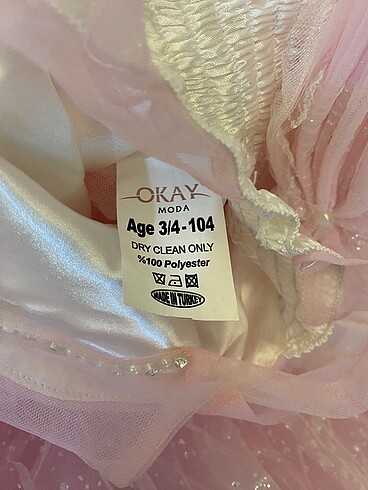 OKAY
MODA
Age 3/4-104
DRY CLEAN ONLY
%100 Polyester
MADE IN TURKEY